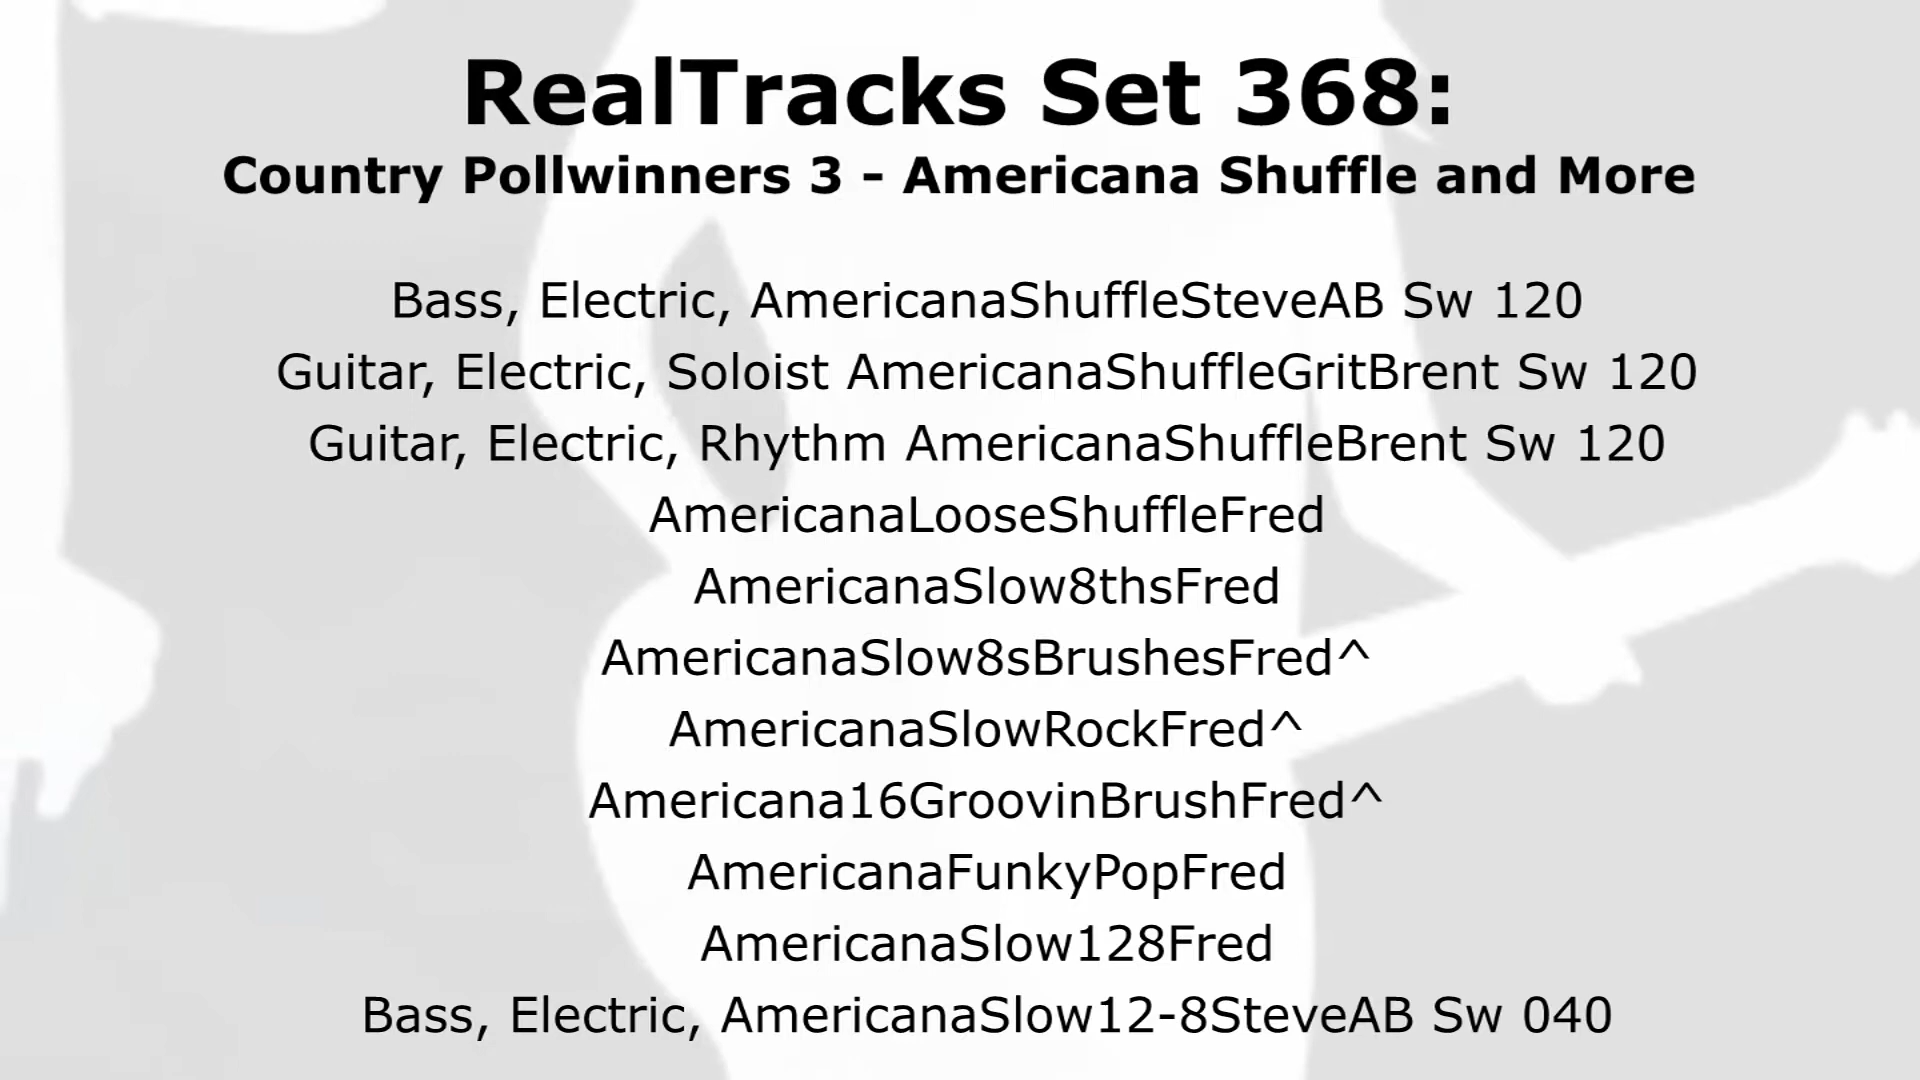 RealTracks Set 368:
Country Pollwinners 3 - Americana Shuffle and More
Bass, Electric, AmericanaShuffleSteveAB Sw 120
Guitar, Electric, Soloist AmericanaShuffleGritBrent Sw 120
Guitar, Electric, Rhythm AmericanaShuffleBrent Sw 120
AmericanaLooseShuffleFred
AmericanaSlow8thsFred
AmericanaSlow8sBrushesFred^
AmericanaSlowRockFred^
Americana16GroovinBrushFred^
AmericanaFunkyPopFred
AmericanaSlow128Fred
Bass, Electric, AmericanaSlow12-8SteveAB Sw 040